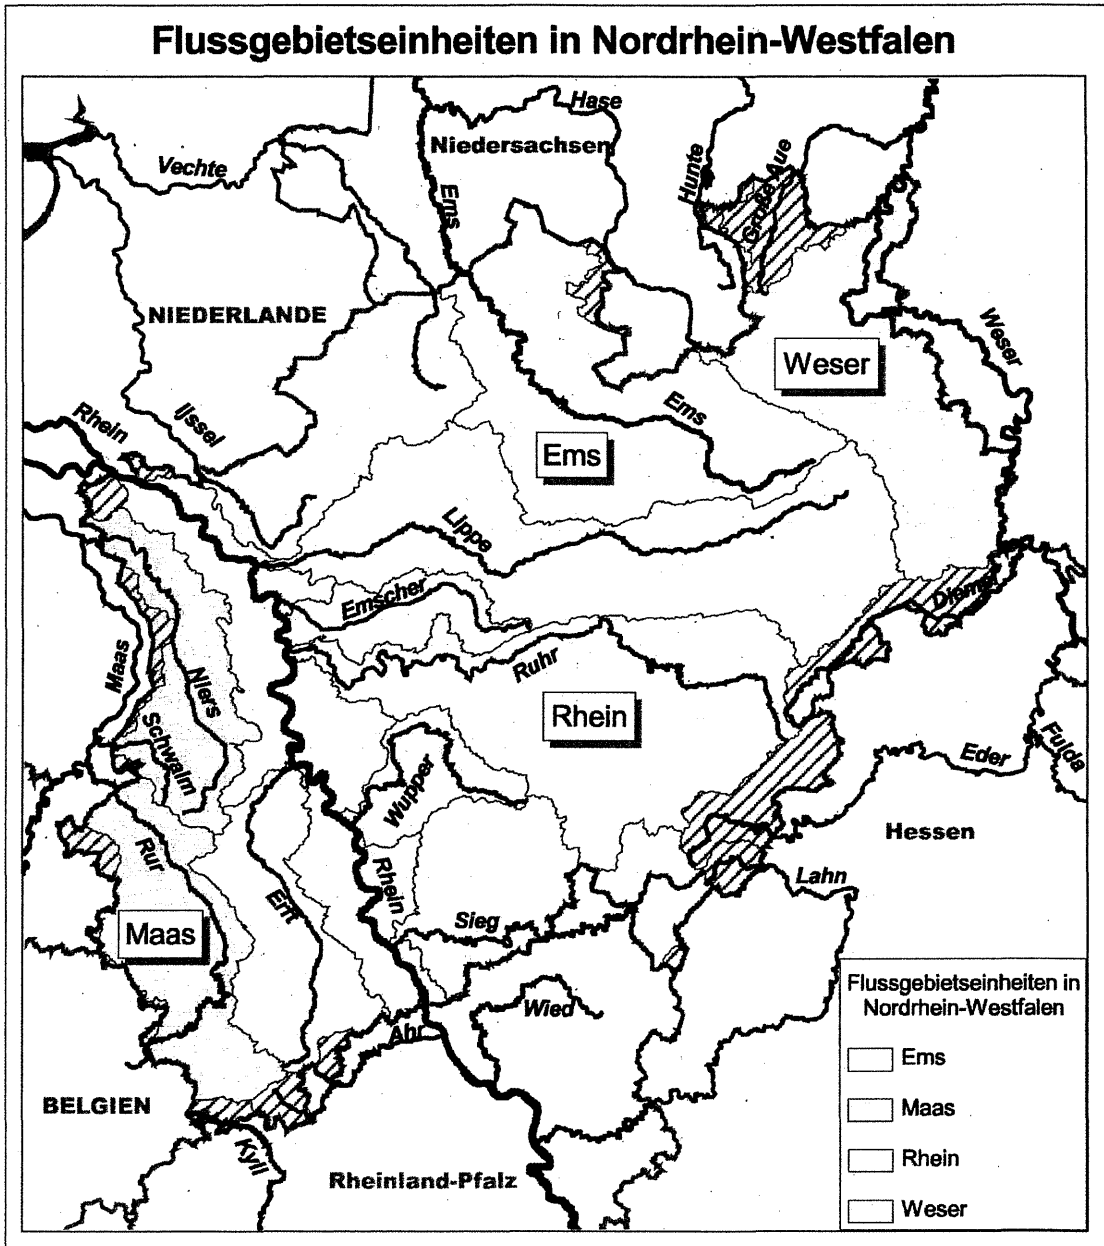 Flussgebietseinheiten in Nordrhein-Westfalen
Hase
Niedersachsen
Vechte
Ems
Hunte
Große Aue
NIEDERLANDE
Weser
Weser
Rhein
IJssel
Ems
Ems
Lippe
Emscher
Diemel
Maas
Niers
Ruhr
Schwalm
Rhein
Wupper
Eder
Fulda
Hessen
Rur
Rhein
Erft
Lahn
Maas
Sieg
Wied
Ahr
BELGIEN
Kyll
Rheinland-Pfalz
Flussgebietseinheiten in
Nordrhein-Westfalen
Ems
Maas
Rhein
Weser